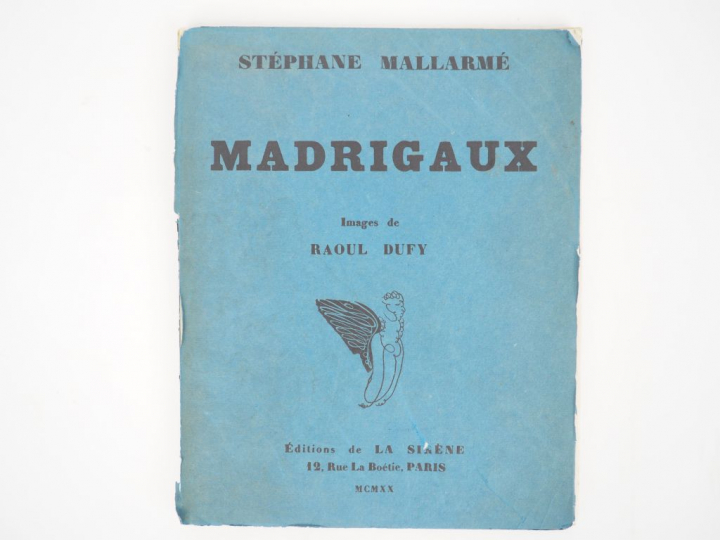 STÉPHANE MALLARMÉ
MADRIGAUX
Images de
RAOUL DUFY
Éditions de LA SIRÈNE
12, Rue La Boétie, PARIS
MCMXX